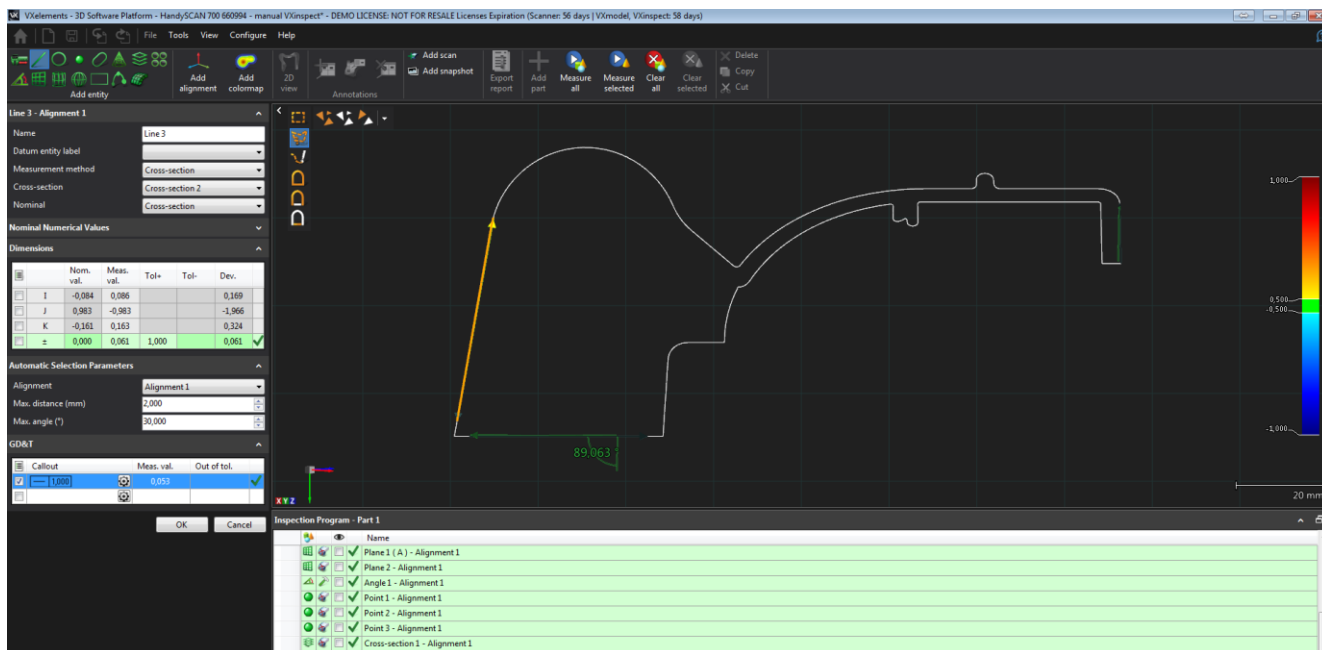 VXelements - 3D Software Platform - HandySCAN 700 660994 - manual VXinspect* - DEMO LICENSE: NOT FOR RESALE Licenses Expiration (Scanner: 56 days | VXmodel, VXinspect: 58 days)
File Tools View Configure Help
Add entity
Add alignment
Add colormap
2D view
Annotations
Add scan
Add snapshot
Export report
Add part
Measure all
Measure selected
Clear all
Clear selected
Delete
Copy
Cut
Line 3 - Alignment 1
Name Line 3
Datum entity label
Measurement method Cross-section
Cross-section Cross-section 2
Nominal Cross-section
Nominal Numerical Values
Dimensions
Nom. val. Meas. val. Tol+ Tol- Dev.
I -0,084 0,086 0,169
J 0,983 -0,983 -1,966
K -0,161 0,163 0,324
± 0,000 0,061 1,000 0,061
Automatic Selection Parameters
Alignment Alignment 1
Max. distance (mm) 2,000
Max. angle (°) 30,000
GD&T
Callout Meas. val. Out of tol.
1,000 0,053
OK Cancel
89.063
1,000
0,500
-0,500
-1,000
20 mm
X Y Z
Inspection Program - Part 1
Name
Plane 1 ( A ) - Alignment 1
Plane 2 - Alignment 1
Angle 1 - Alignment 1
Point 1 - Alignment 1
Point 2 - Alignment 1
Point 3 - Alignment 1
Cross-section 1 - Alignment 1